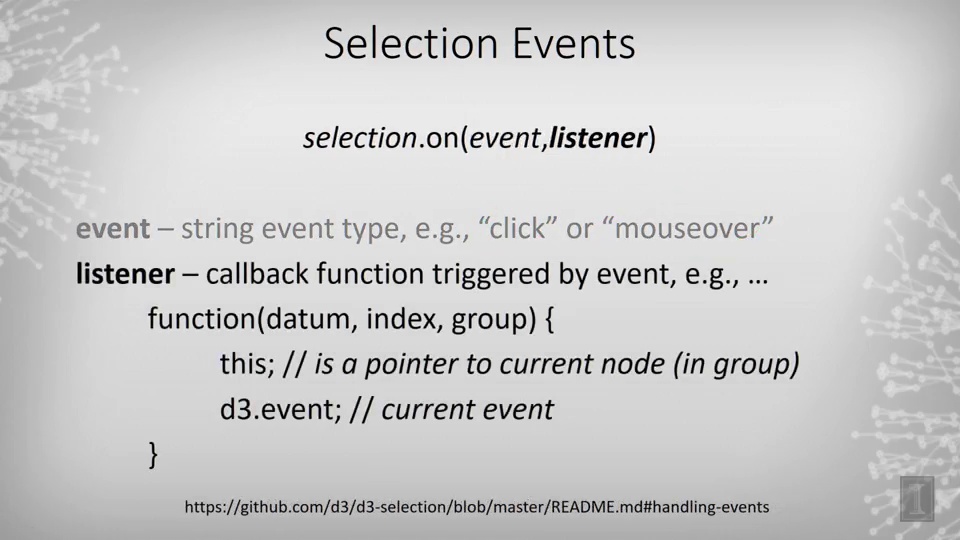 Selection Events
selection.on(event,listener)
event – string event type, e.g., “click” or “mouseover”
listener – callback function triggered by event, e.g., …
function(datum, index, group) {
this; // is a pointer to current node (in group)
d3.event; // current event
}
https://github.com/d3/d3-selection/blob/master/README.md#handling-events